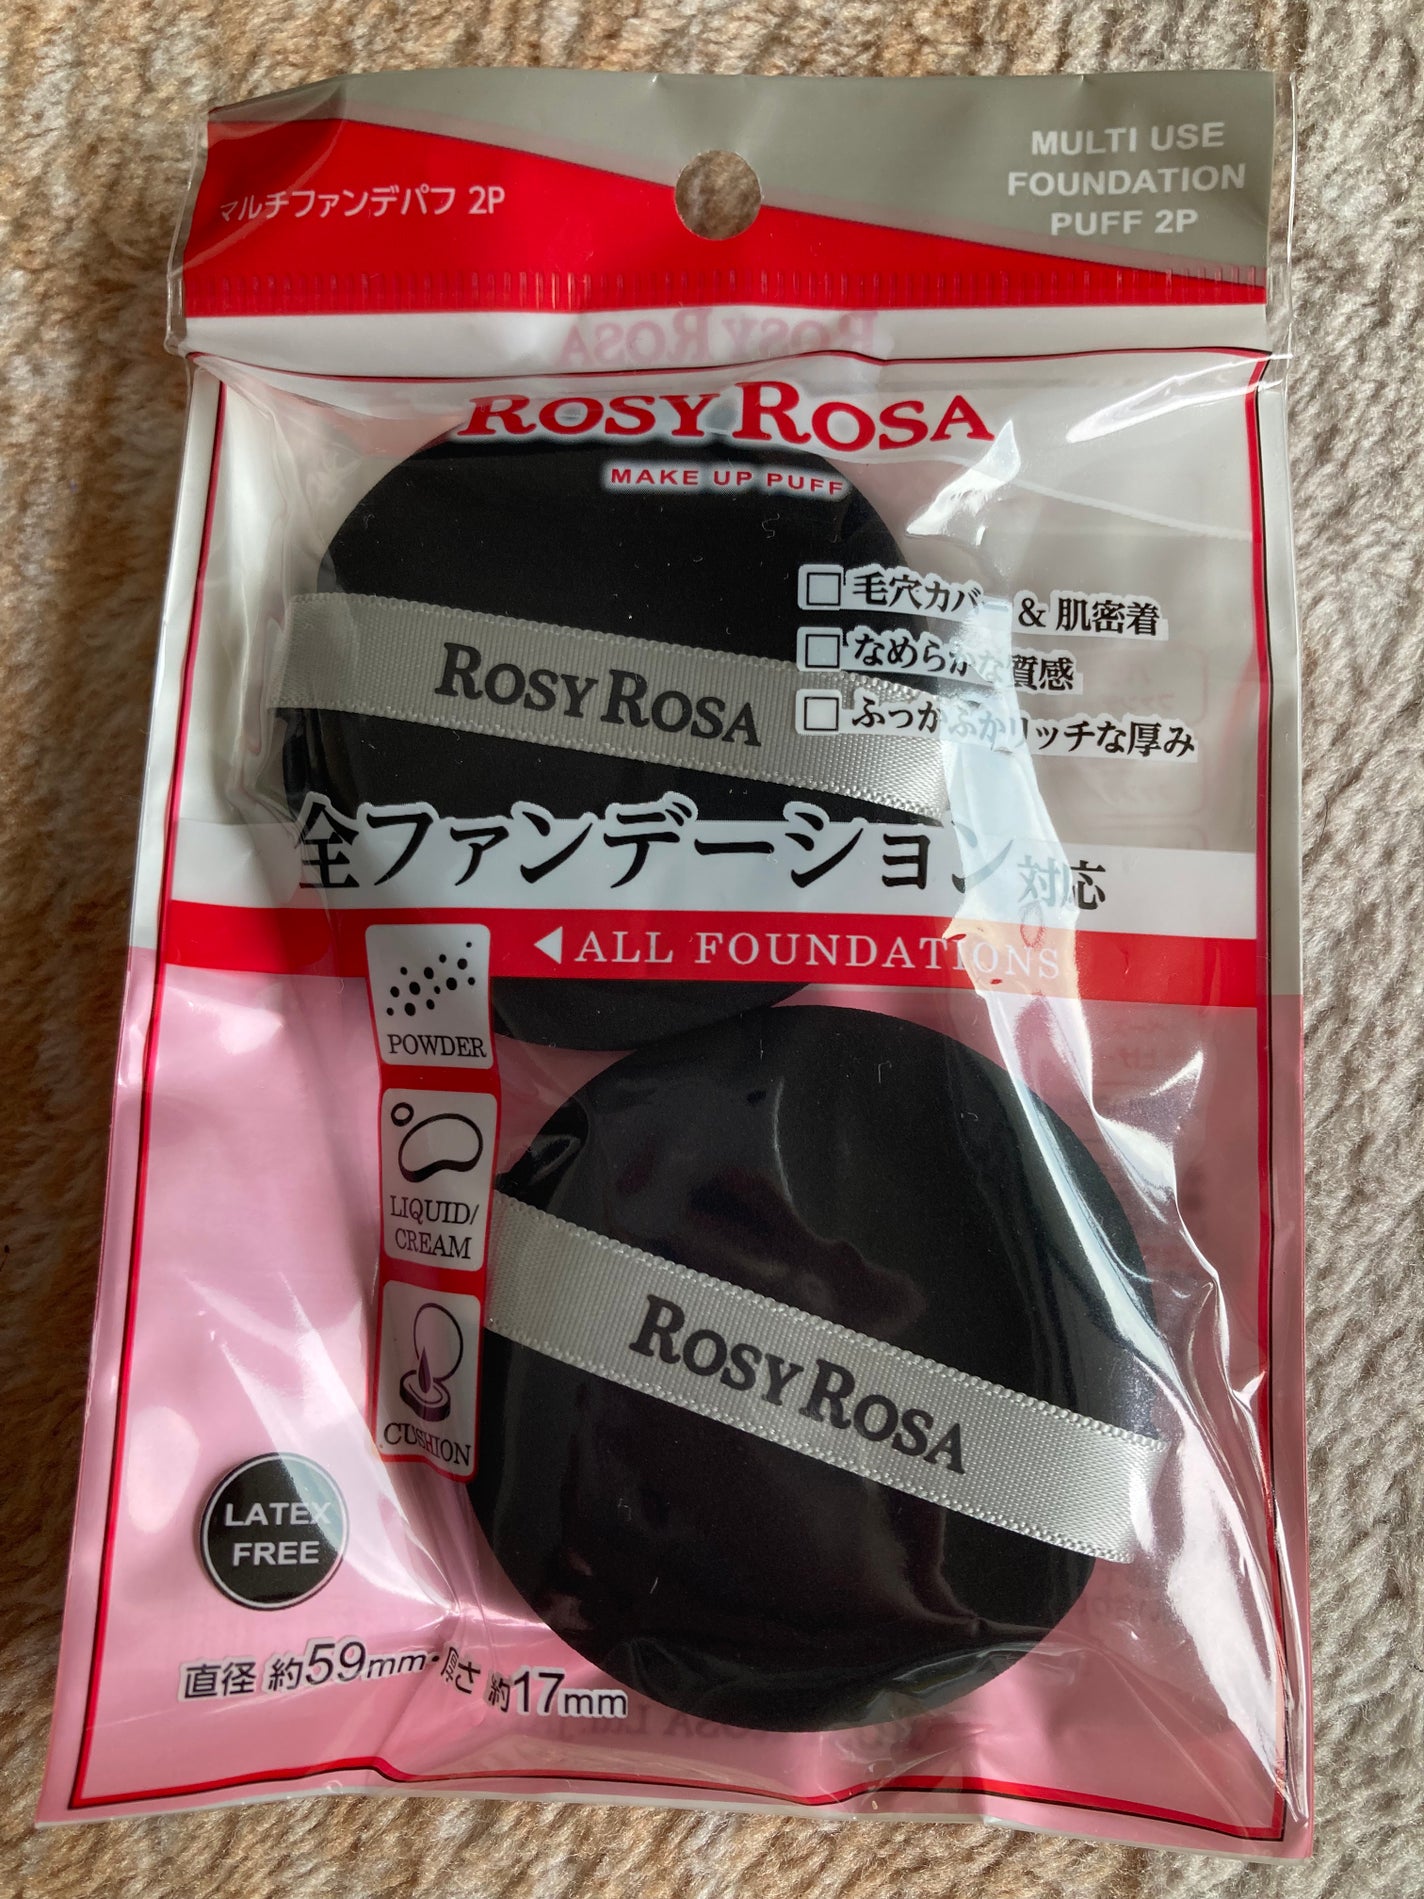 マルチファンデパフ 2P
MULTI USE
FOUNDATION
PUFF 2P
ROSY ROSA
ROSY ROSA
MAKE UP PUFF
毛穴カバー & 肌密着
なめらかな質感
ふっかふかリッチな厚み
ROSY ROSA
全ファンデーション対応
ALL FOUNDATIONS
POWDER
LIQUID/
CREAM
CUSHION
ROSY ROSA
LATEX
FREE
直径 約59mm・厚さ 約17mm